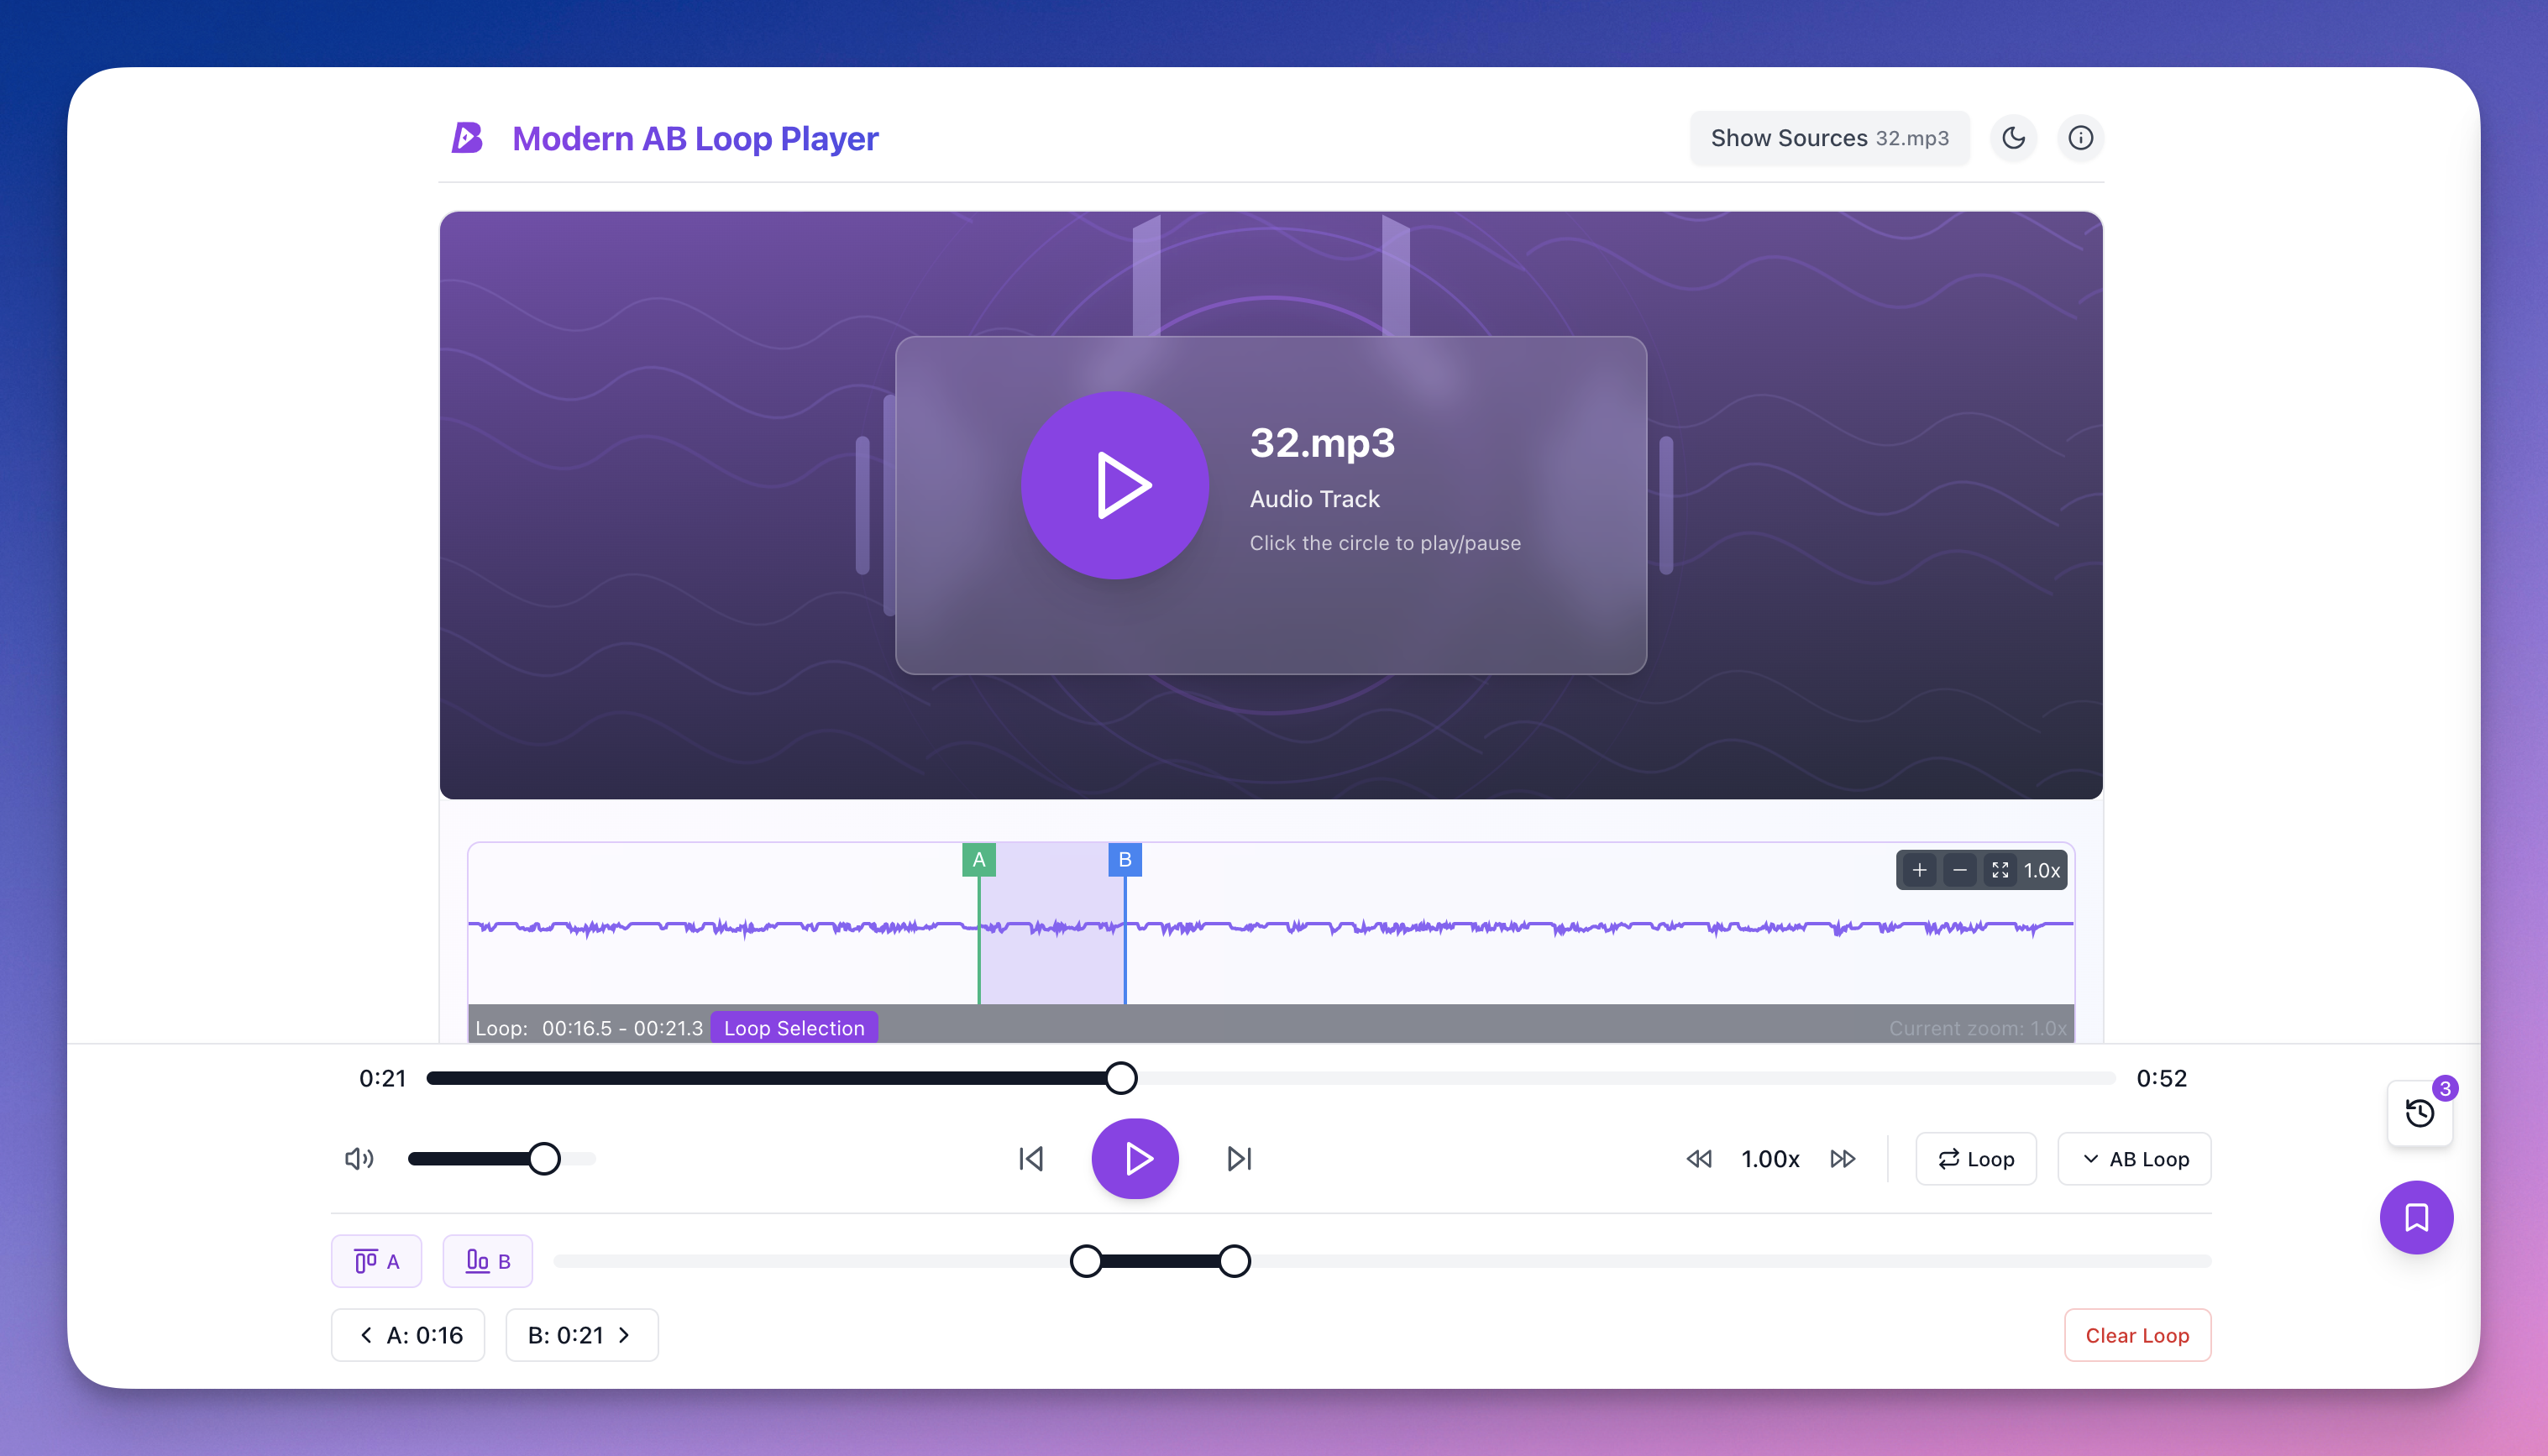 Modern AB Loop Player
Show Sources 32.mp3
32.mp3
Audio Track
Click the circle to play/pause
A
B
1.0x
Loop: 00:16.5 - 00:21.3 Loop Selection
Current zoom: 1.0x
0:21
0:52
3
1.00x
Loop
AB Loop
A
B
A: 0:16
B: 0:21
Clear Loop